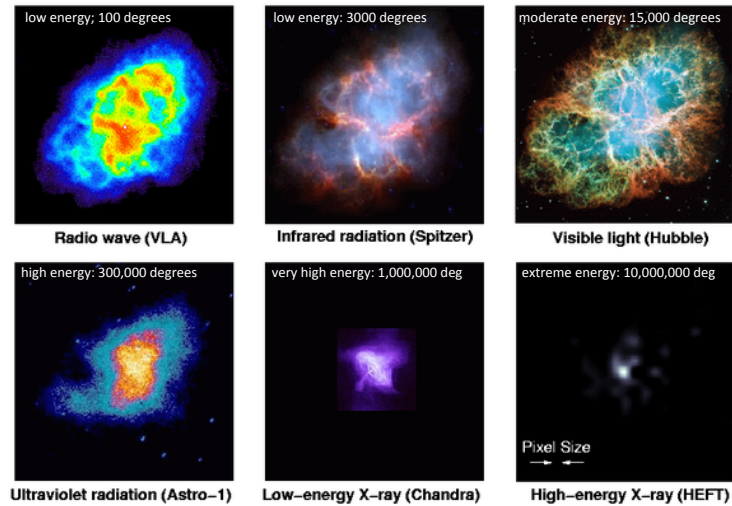 low energy; 100 degrees
low energy: 3000 degrees
moderate energy: 15,000 degrees
Radio wave (VLA)
Infrared radiation (Spitzer)
Visible light (Hubble)
high energy: 300,000 degrees
very high energy: 1,000,000 deg
extreme energy: 10,000,000 deg
Pixel Size
Ultraviolet radiation (Astro-1)
Low-energy X-ray (Chandra)
High-energy X-ray (HEFT)